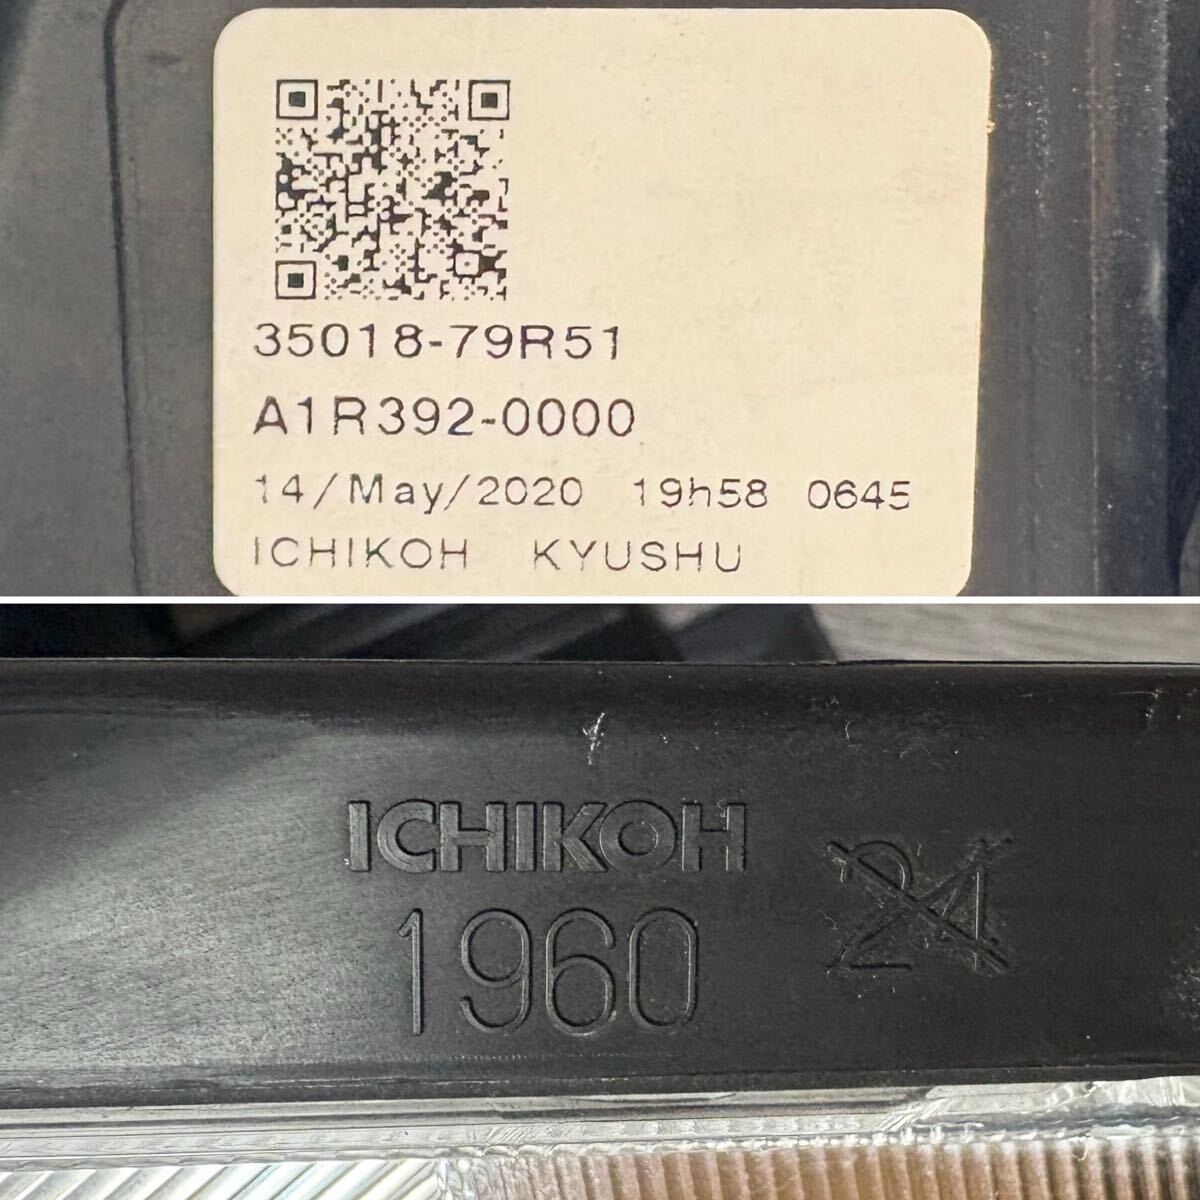 35018-79R51
A1R392-0000
14/May/2020 19h58 0645
ICHIKOH KYUSHU
ICHIKOH
1960 24